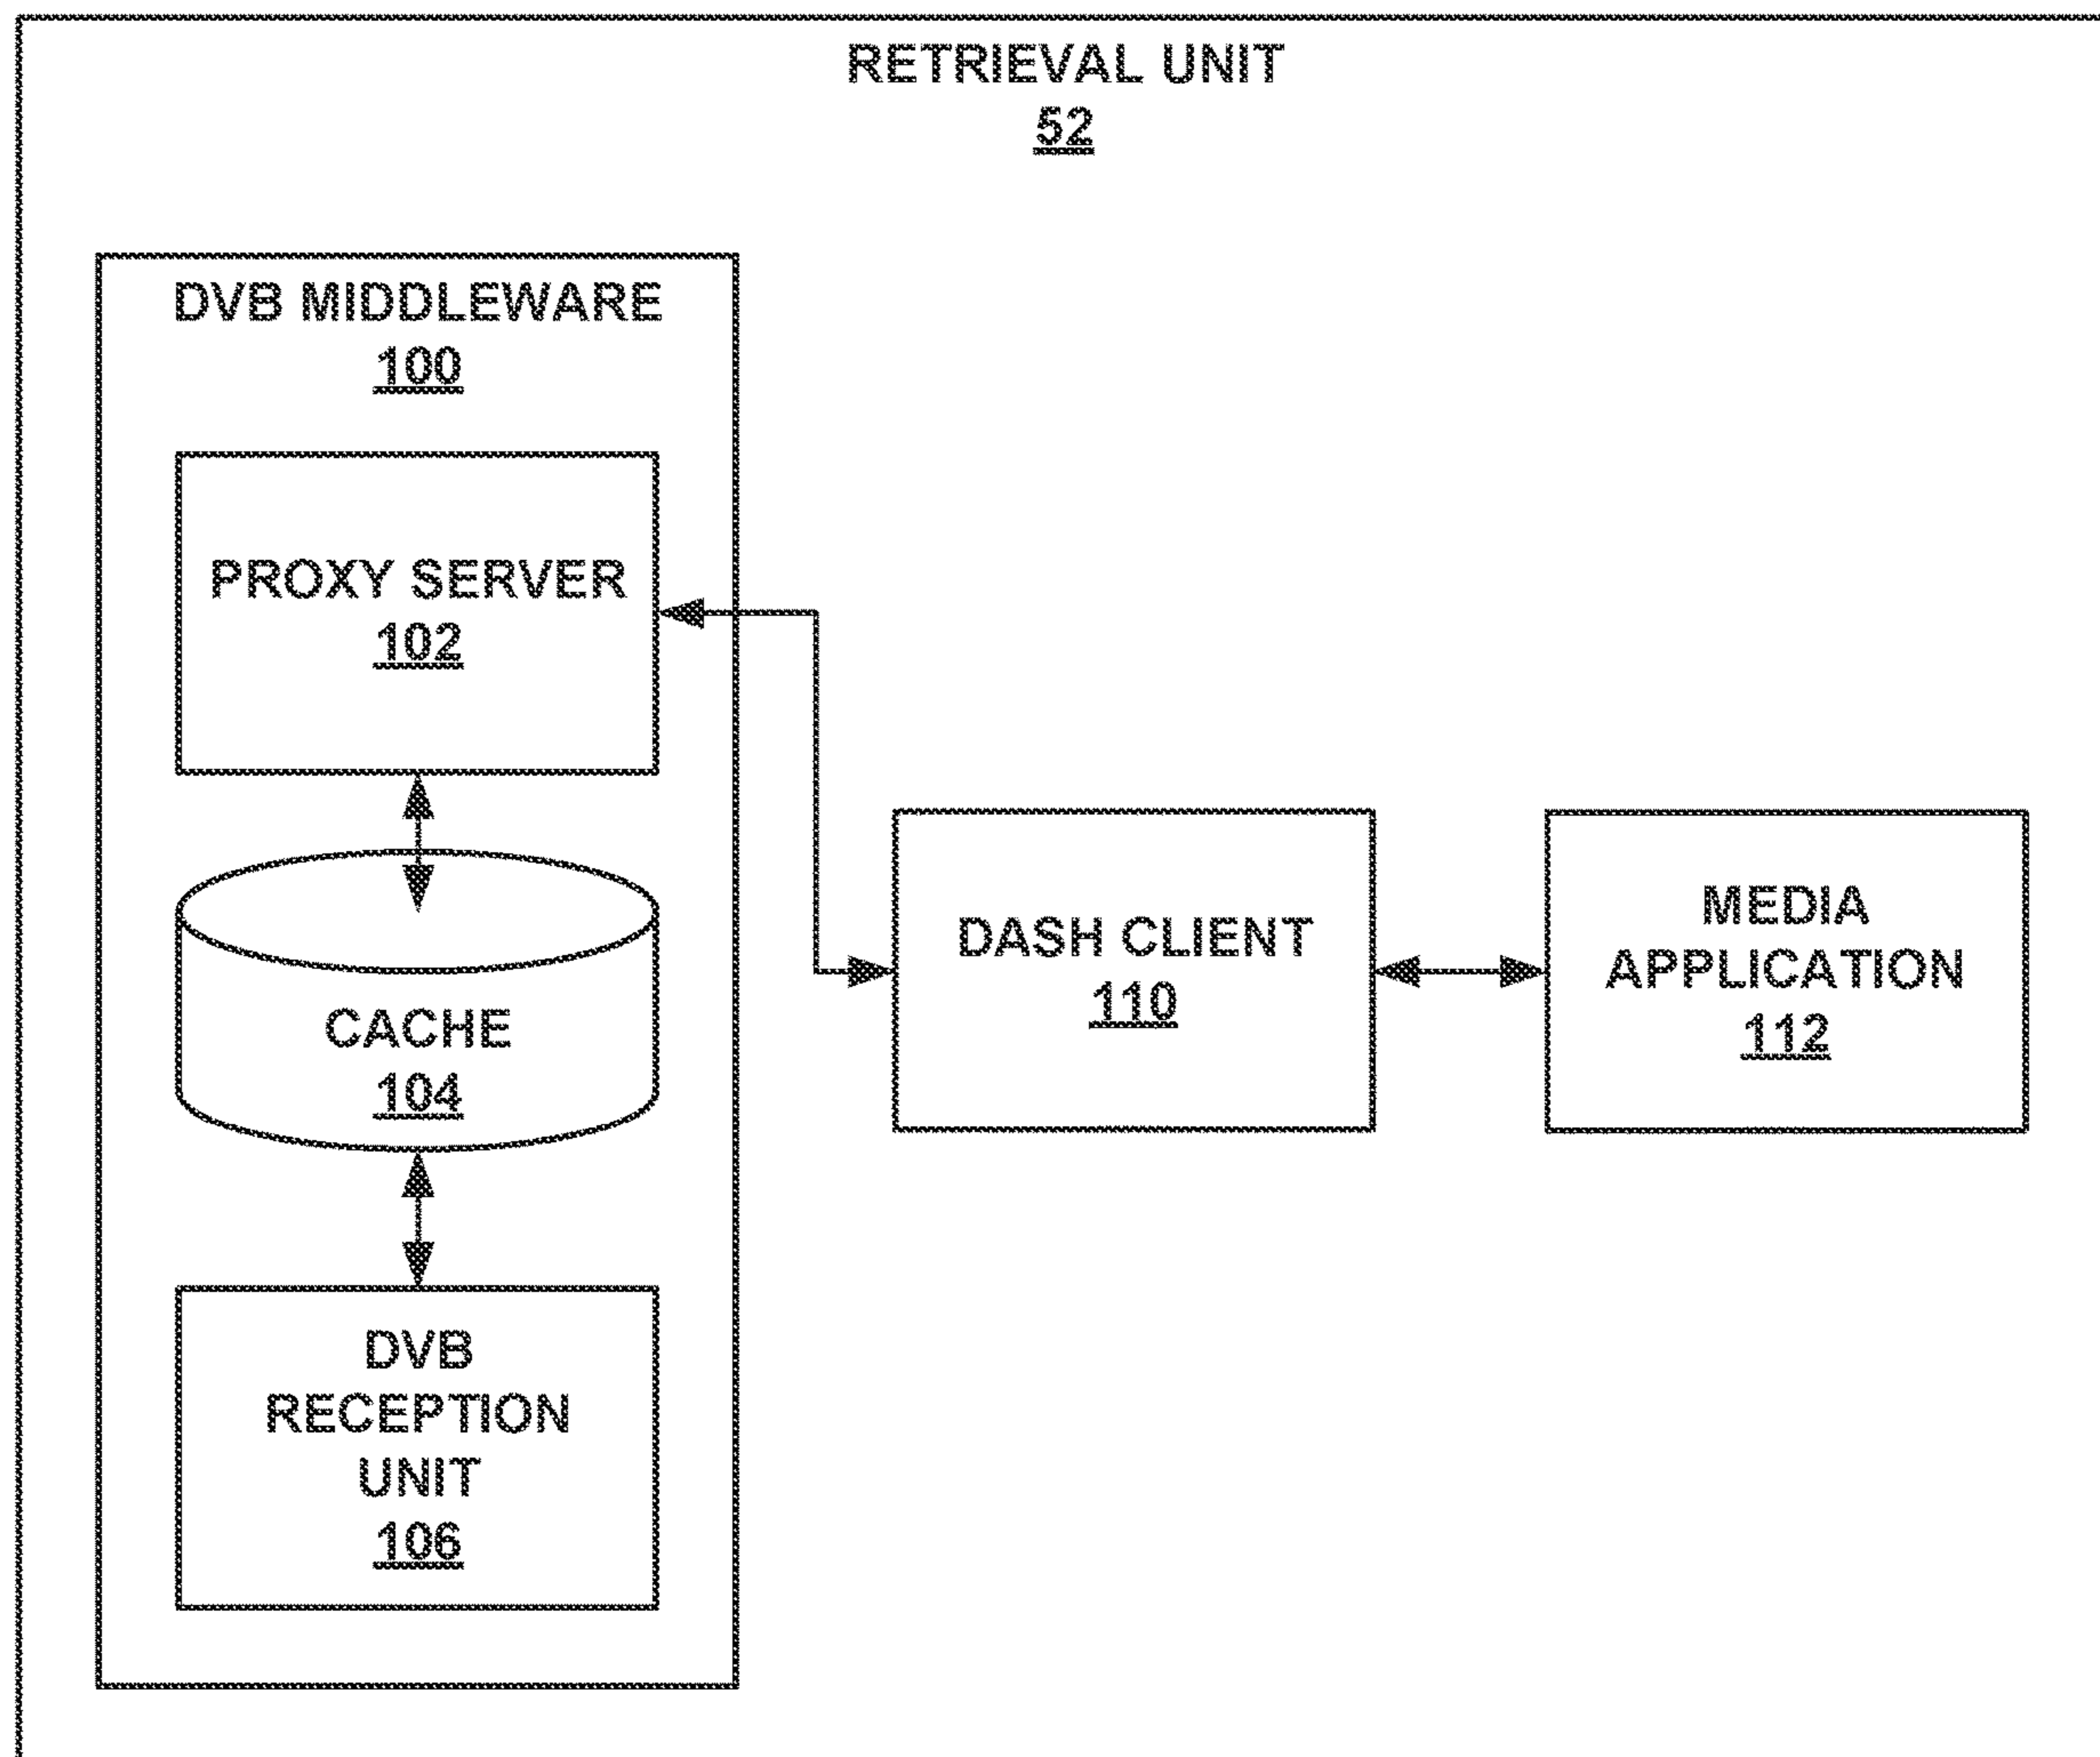 RETRIEVAL UNIT
52
DVB MIDDLEWARE
100
PROXY SERVER
102
CACHE
104
DVB
RECEPTION
UNIT
106
DASH CLIENT
110
MEDIA
APPLICATION
112